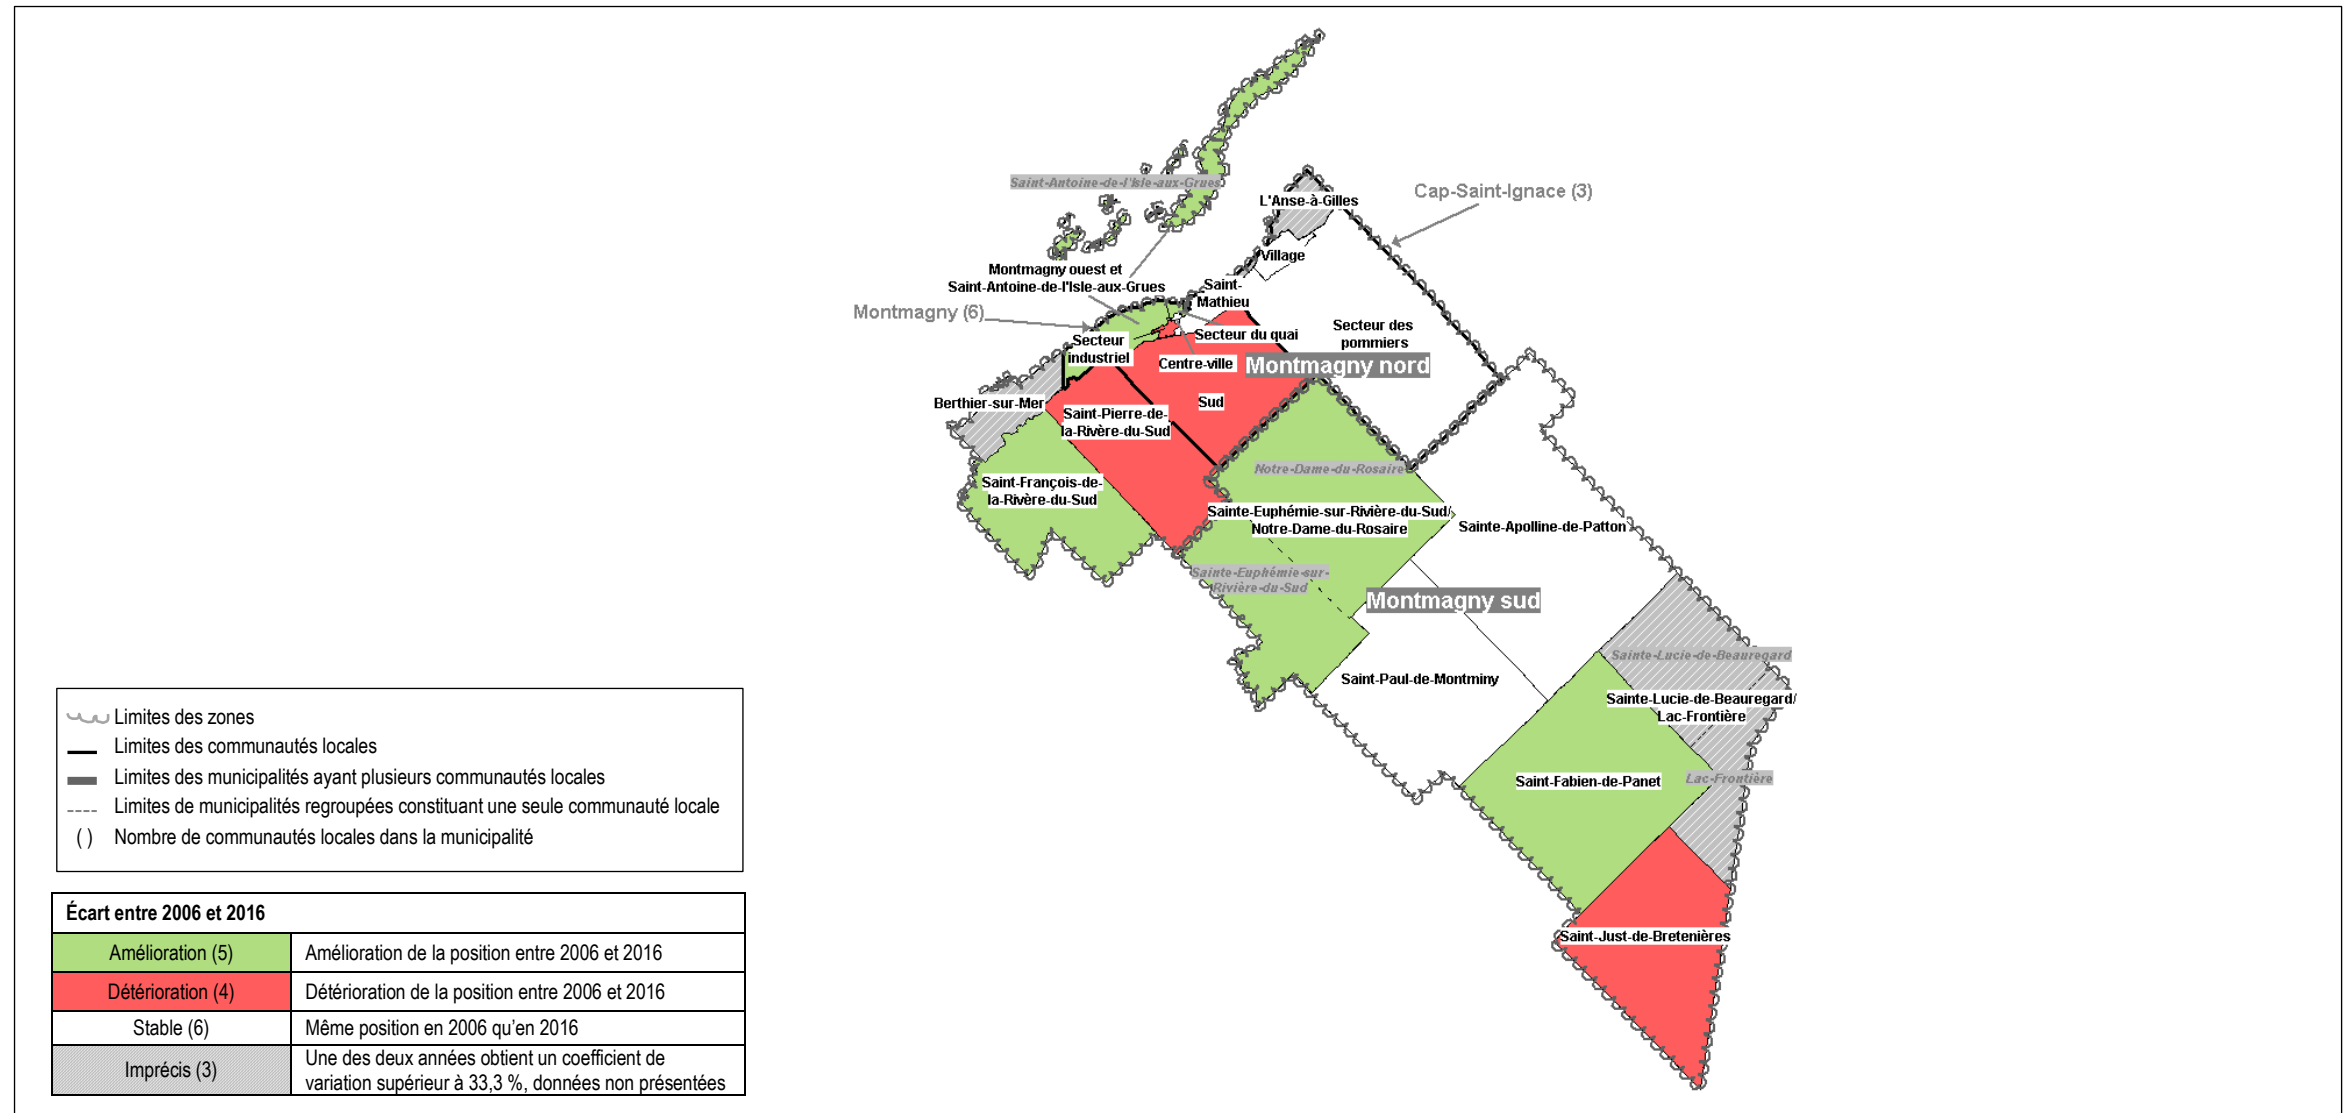 Saint-Antoine-de-l'Isle-aux-Grues
L'Anse-à-Gilles
Cap-Saint-Ignace (3)
Village
Montmagny ouest et
Saint-Antoine-de-l'Isle-aux-Grues
Saint-
Mathieu
Montmagny (6)
Secteur du quai
Secteur des
pommiers
Secteur
industriel
Centre-ville
Montmagny nord
Berthier-sur-Mer
Sud
Saint-Pierre-de-
la-Rivère-du-Sud
Notre-Dame-du-Rosaire
Saint-François-de-
la-Rivère-du-Sud
Sainte-Euphémie-sur-Rivière-du-Sud/
Notre-Dame-du-Rosaire
Sainte-Apolline-de-Patton
Sainte-Euphémie-sur-
Rivière-du-Sud
Montmagny sud
Sainte-Lucie-de-Beauregard
Saint-Paul-de-Montminy
Sainte-Lucie-de-Beauregard/
Lac-Frontière
Saint-Fabien-de-Panet
Lac-Frontière
Saint-Just-de-Bretenières
Limites des zones
Limites des communautés locales
Limites des municipalités ayant plusieurs communautés locales
Limites de municipalités regroupées constituant une seule communauté locale
( ) Nombre de communautés locales dans la municipalité
Écart entre 2006 et 2016
Amélioration (5) Amélioration de la position entre 2006 et 2016
Détérioration (4) Détérioration de la position entre 2006 et 2016
Stable (6) Même position en 2006 qu'en 2016
Imprécis (3) Une des deux années obtient un coefficient de
variation supérieur à 33,3 %, données non présentées